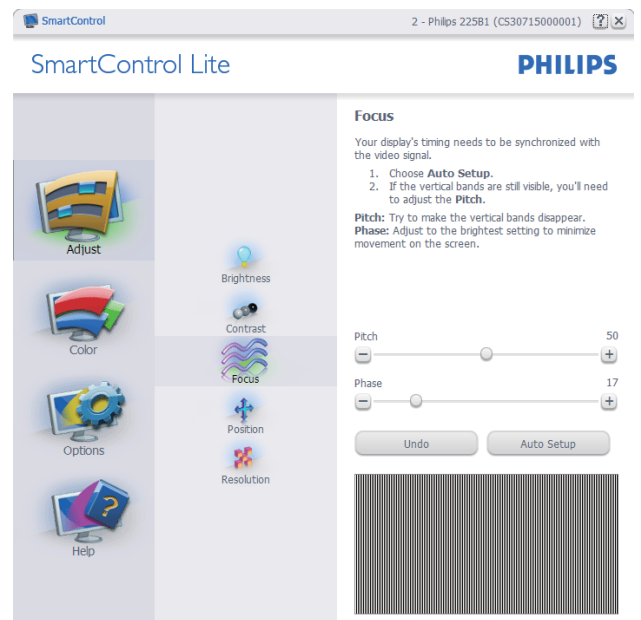 SmartControl
2 - Philips 225B1 (CS30715000001)
?
SmartControl Lite
PHILIPS
Adjust
Color
Options
Help
Brightness
Contrast
Focus
Position
Resolution
Focus
Your display's timing needs to be synchronized with
the video signal.
1. Choose Auto Setup.
2. If the vertical bands are still visible, you'll need
to adjust the Pitch.
Pitch: Try to make the vertical bands disappear.
Phase: Adjust to the brightest setting to minimize
movement on the screen.
Pitch 50
Phase 17
Undo
Auto Setup